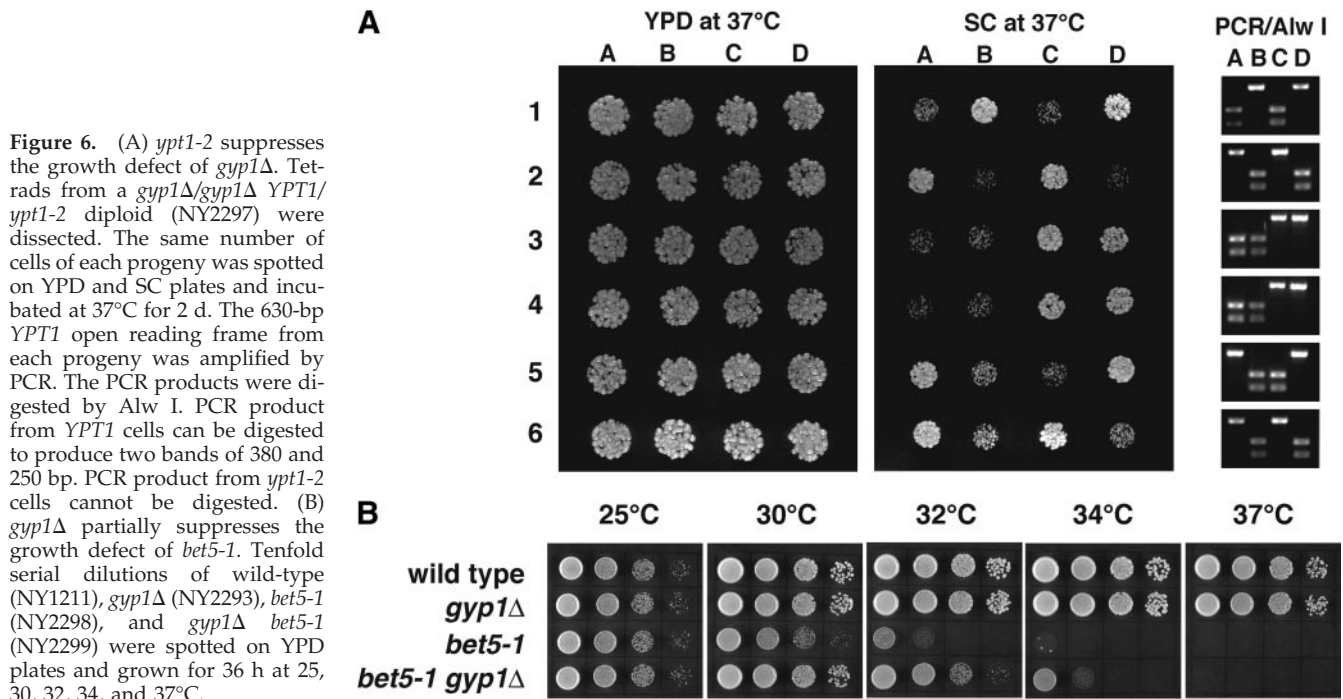 Figure 6. (A) ypt1-2 suppresses
the growth defect of gyp1Δ. Tet-
rads from a gyp1Δ/gyp1Δ YPT1/
ypt1-2 diploid (NY2297) were
dissected. The same number of
cells of each progeny was spotted
on YPD and SC plates and incu-
bated at 37°C for 2 d. The 630-bp
YPT1 open reading frame from
each progeny was amplified by
PCR. The PCR products were di-
gested by Alw I. PCR product
from YPT1 cells can be digested
to produce two bands of 380 and
250 bp. PCR product from ypt1-2
cells cannot be digested. (B)
gyp1Δ partially suppresses the
growth defect of bet5-1. Tenfold
serial dilutions of wild-type
(NY1211), gyp1Δ (NY2293), bet5-1
(NY2298), and gyp1Δ bet5-1
(NY2299) were spotted on YPD
plates and grown for 36 h at 25,
30, 32, 34, and 37°C.
A
YPD at 37°C
A B C D
SC at 37°C
A B C D
PCR/Alw I
A B C D
1
2
3
4
5
6
B
25°C 30°C 32°C 34°C 37°C
wild type
gyp1Δ
bet5-1
bet5-1 gyp1Δ